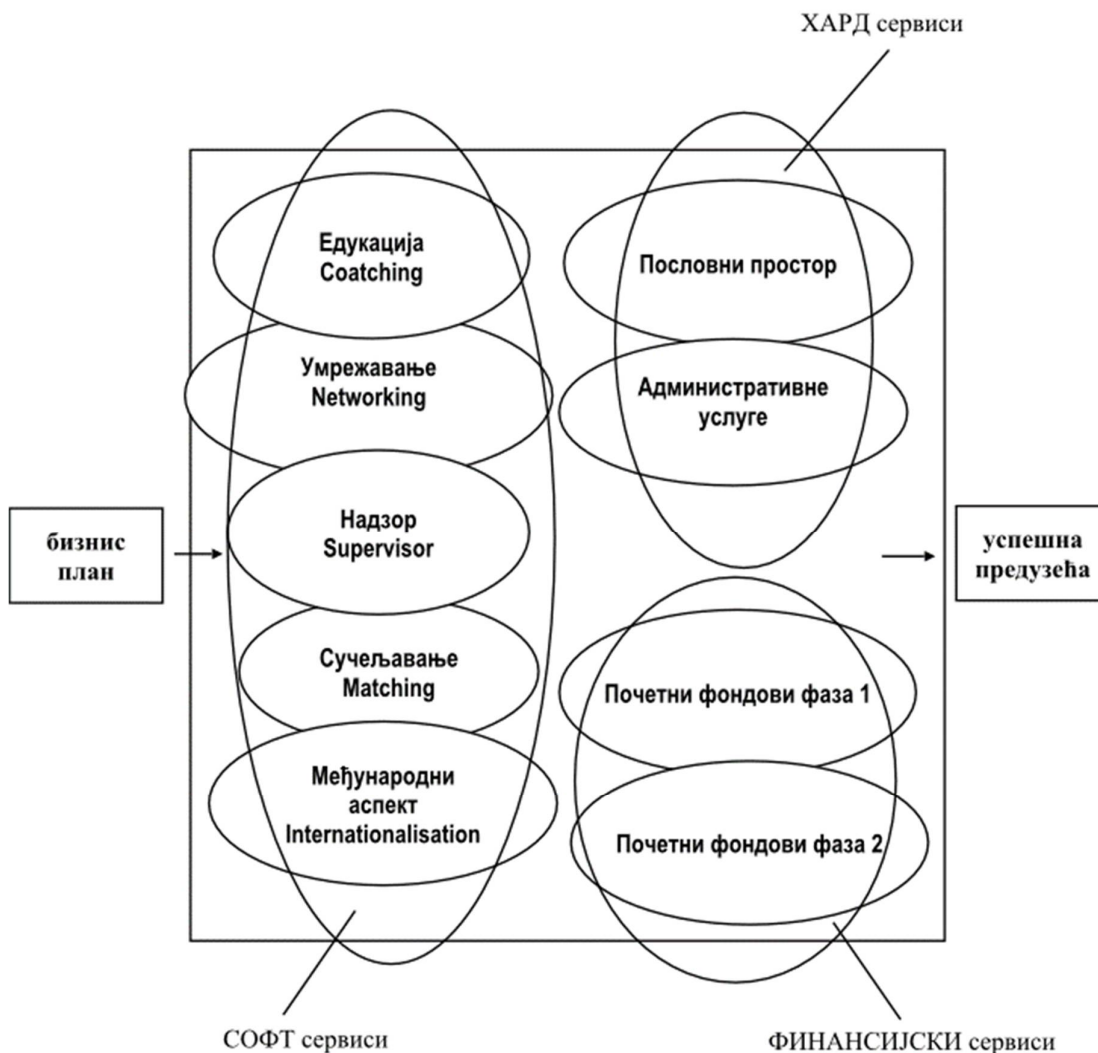 ХАРД сервиси
Едукација
Coatching
Умрежавање
Networking
Надзор
Supervisor
Сучељавање
Matching
Међународни
аспект
Internationalisation
Пословни простор
Административне
услуге
Почетни фондови фаза 1
Почетни фондови фаза 2
бизнис
план
успешна
предузећа
СОФТ сервиси
ФИНАНСИЈСКИ сервиси